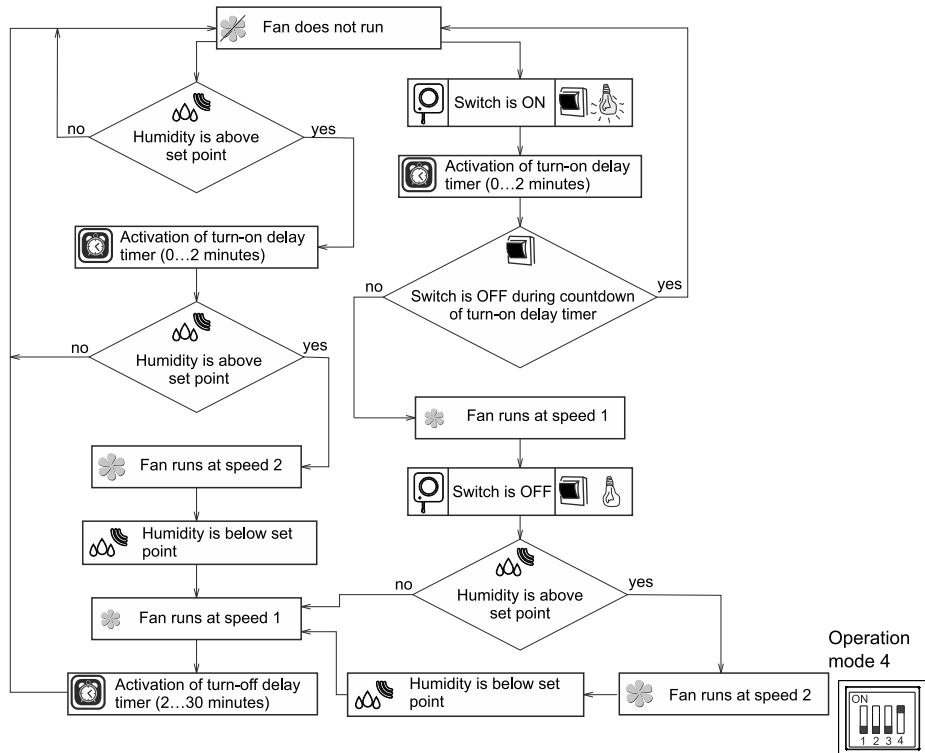 Fan does not run
Humidity is above
set point
no
yes
Switch is ON
Activation of turn-on delay
timer (0...2 minutes)
Activation of turn-on delay
timer (0...2 minutes)
Switch is OFF during countdown
of turn-on delay timer
no
yes
Humidity is above
set point
no
yes
Fan runs at speed 1
Fan runs at speed 2
Switch is OFF
Humidity is below set
point
Humidity is above
set point
no
yes
Fan runs at speed 1
Activation of turn-off delay
timer (2...30 minutes)
Humidity is below set
point
Fan runs at speed 2
Operation
mode 4
ON
1 2 3 4